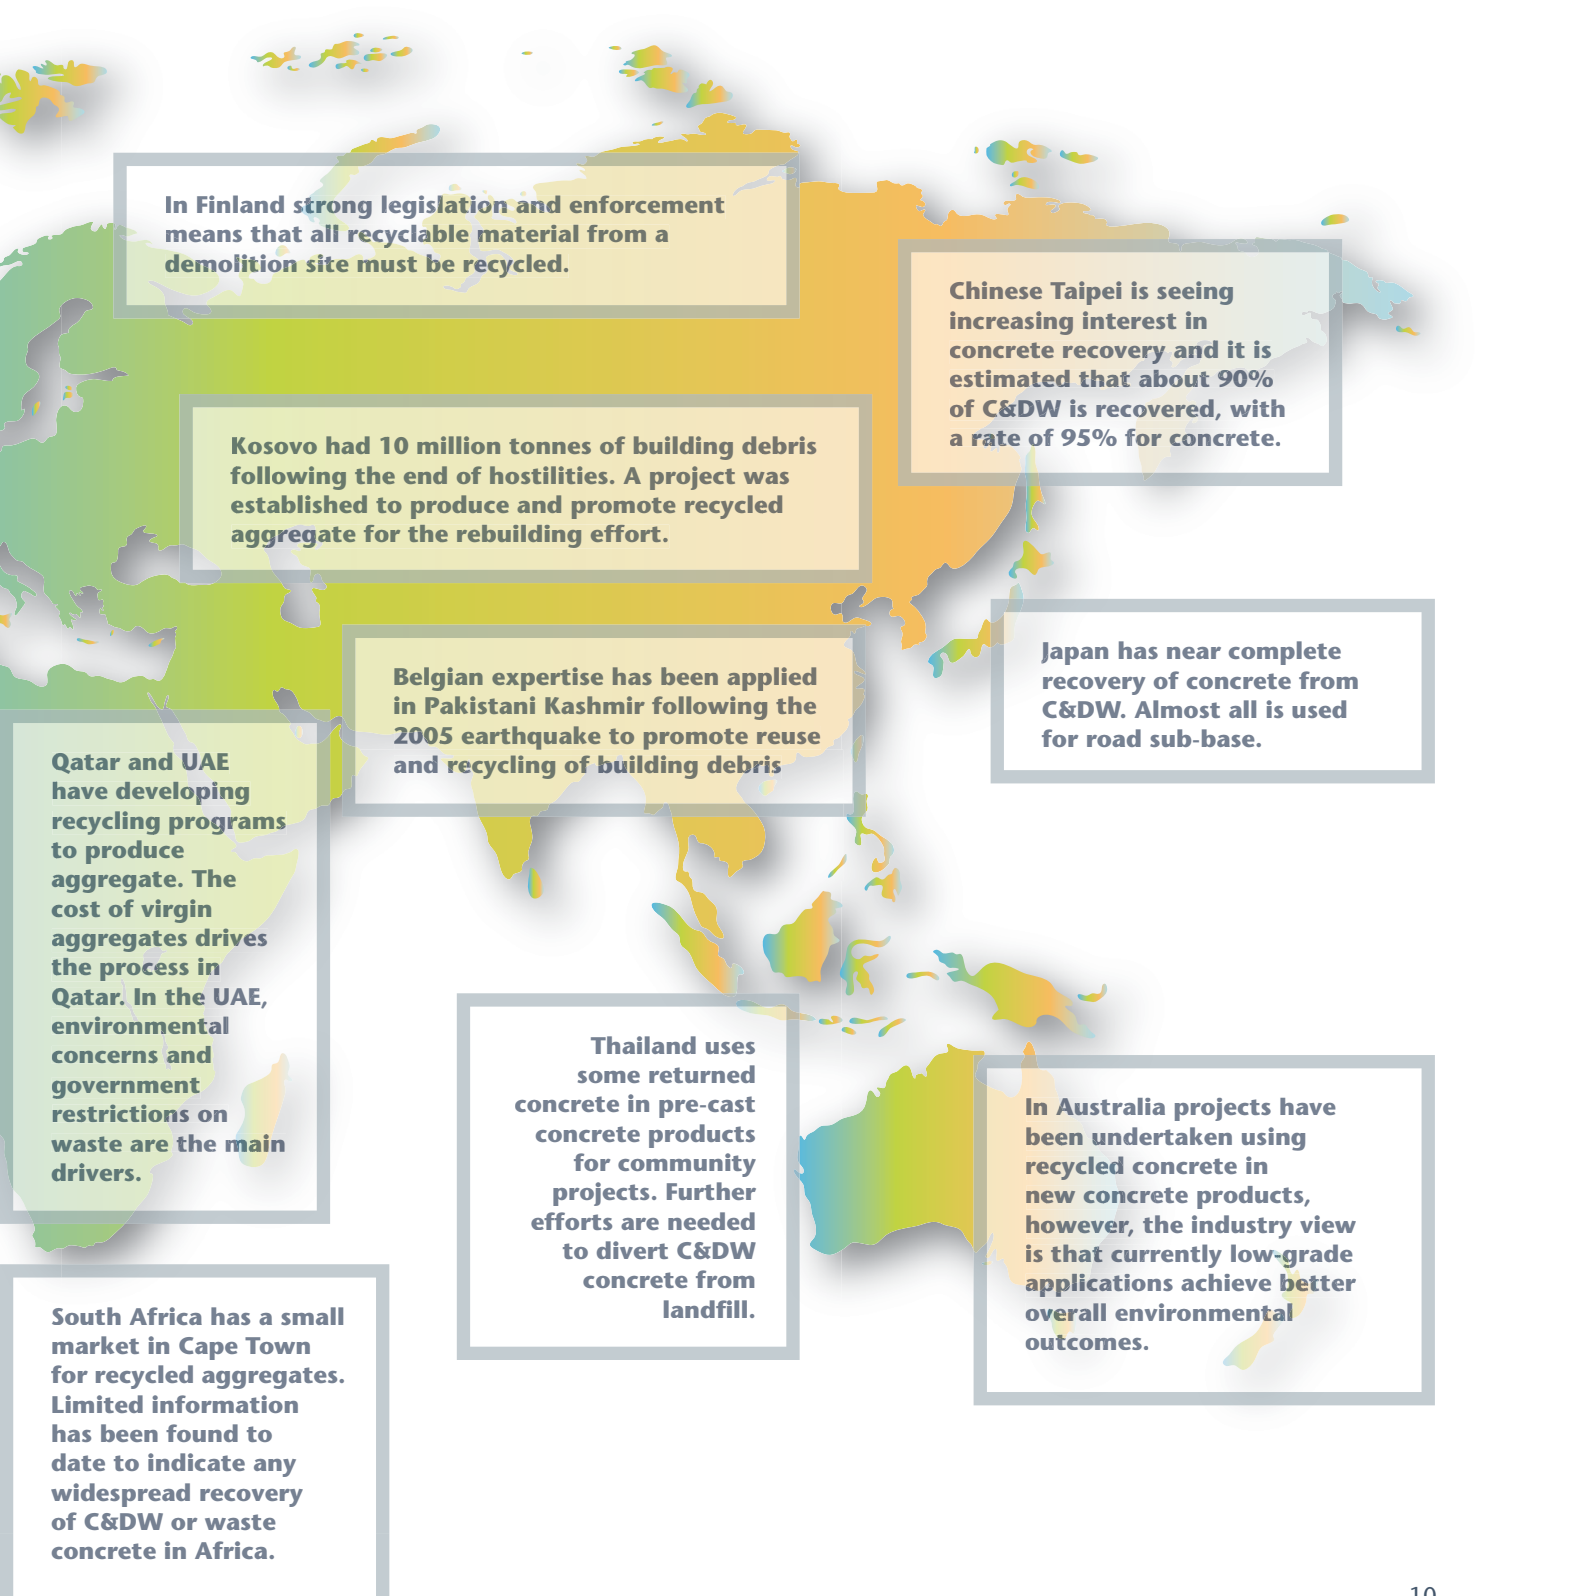 In Finland strong legislation and enforcement
means that all recyclable material from a
demolition site must be recycled.
Chinese Taipei is seeing
increasing interest in
concrete recovery and it is
estimated that about 90%
of C&DW is recovered, with
a rate of 95% for concrete.
Kosovo had 10 million tonnes of building debris
following the end of hostilities. A project was
established to produce and promote recycled
aggregate for the rebuilding effort.
Japan has near complete
recovery of concrete from
C&DW. Almost all is used
for road sub-base.
Belgian expertise has been applied
in Pakistani Kashmir following the
2005 earthquake to promote reuse
and recycling of building debris
Qatar and UAE
have developing
recycling programs
to produce
aggregate. The
cost of virgin
aggregates drives
the process in
Qatar. In the UAE,
environmental
concerns and
government
restrictions on
waste are the main
drivers.
Thailand uses
some returned
concrete in pre-cast
concrete products
for community
projects. Further
efforts are needed
to divert C&DW
concrete from
landfill.
In Australia projects have
been undertaken using
recycled concrete in
new concrete products,
however, the industry view
is that currently low-grade
applications achieve better
overall environmental
outcomes.
South Africa has a small
market in Cape Town
for recycled aggregates.
Limited information
has been found to
date to indicate any
widespread recovery
of C&DW or waste
concrete in Africa.
10